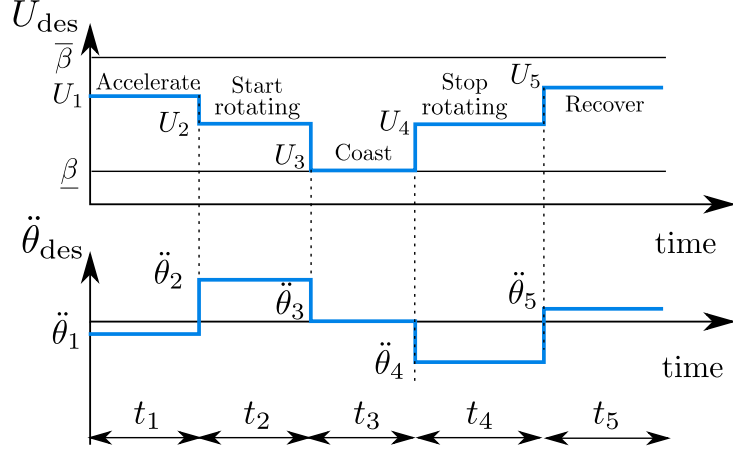 U_des
β̅
Accelerate
Start
rotating
Stop
rotating
U_5
U_1
U_2
U_4
Recover
U_3
Coast
β̲
time
θ̈_des
θ̈_2
θ̈_3
θ̈_5
θ̈_1
θ̈_4
time
t_1
t_2
t_3
t_4
t_5